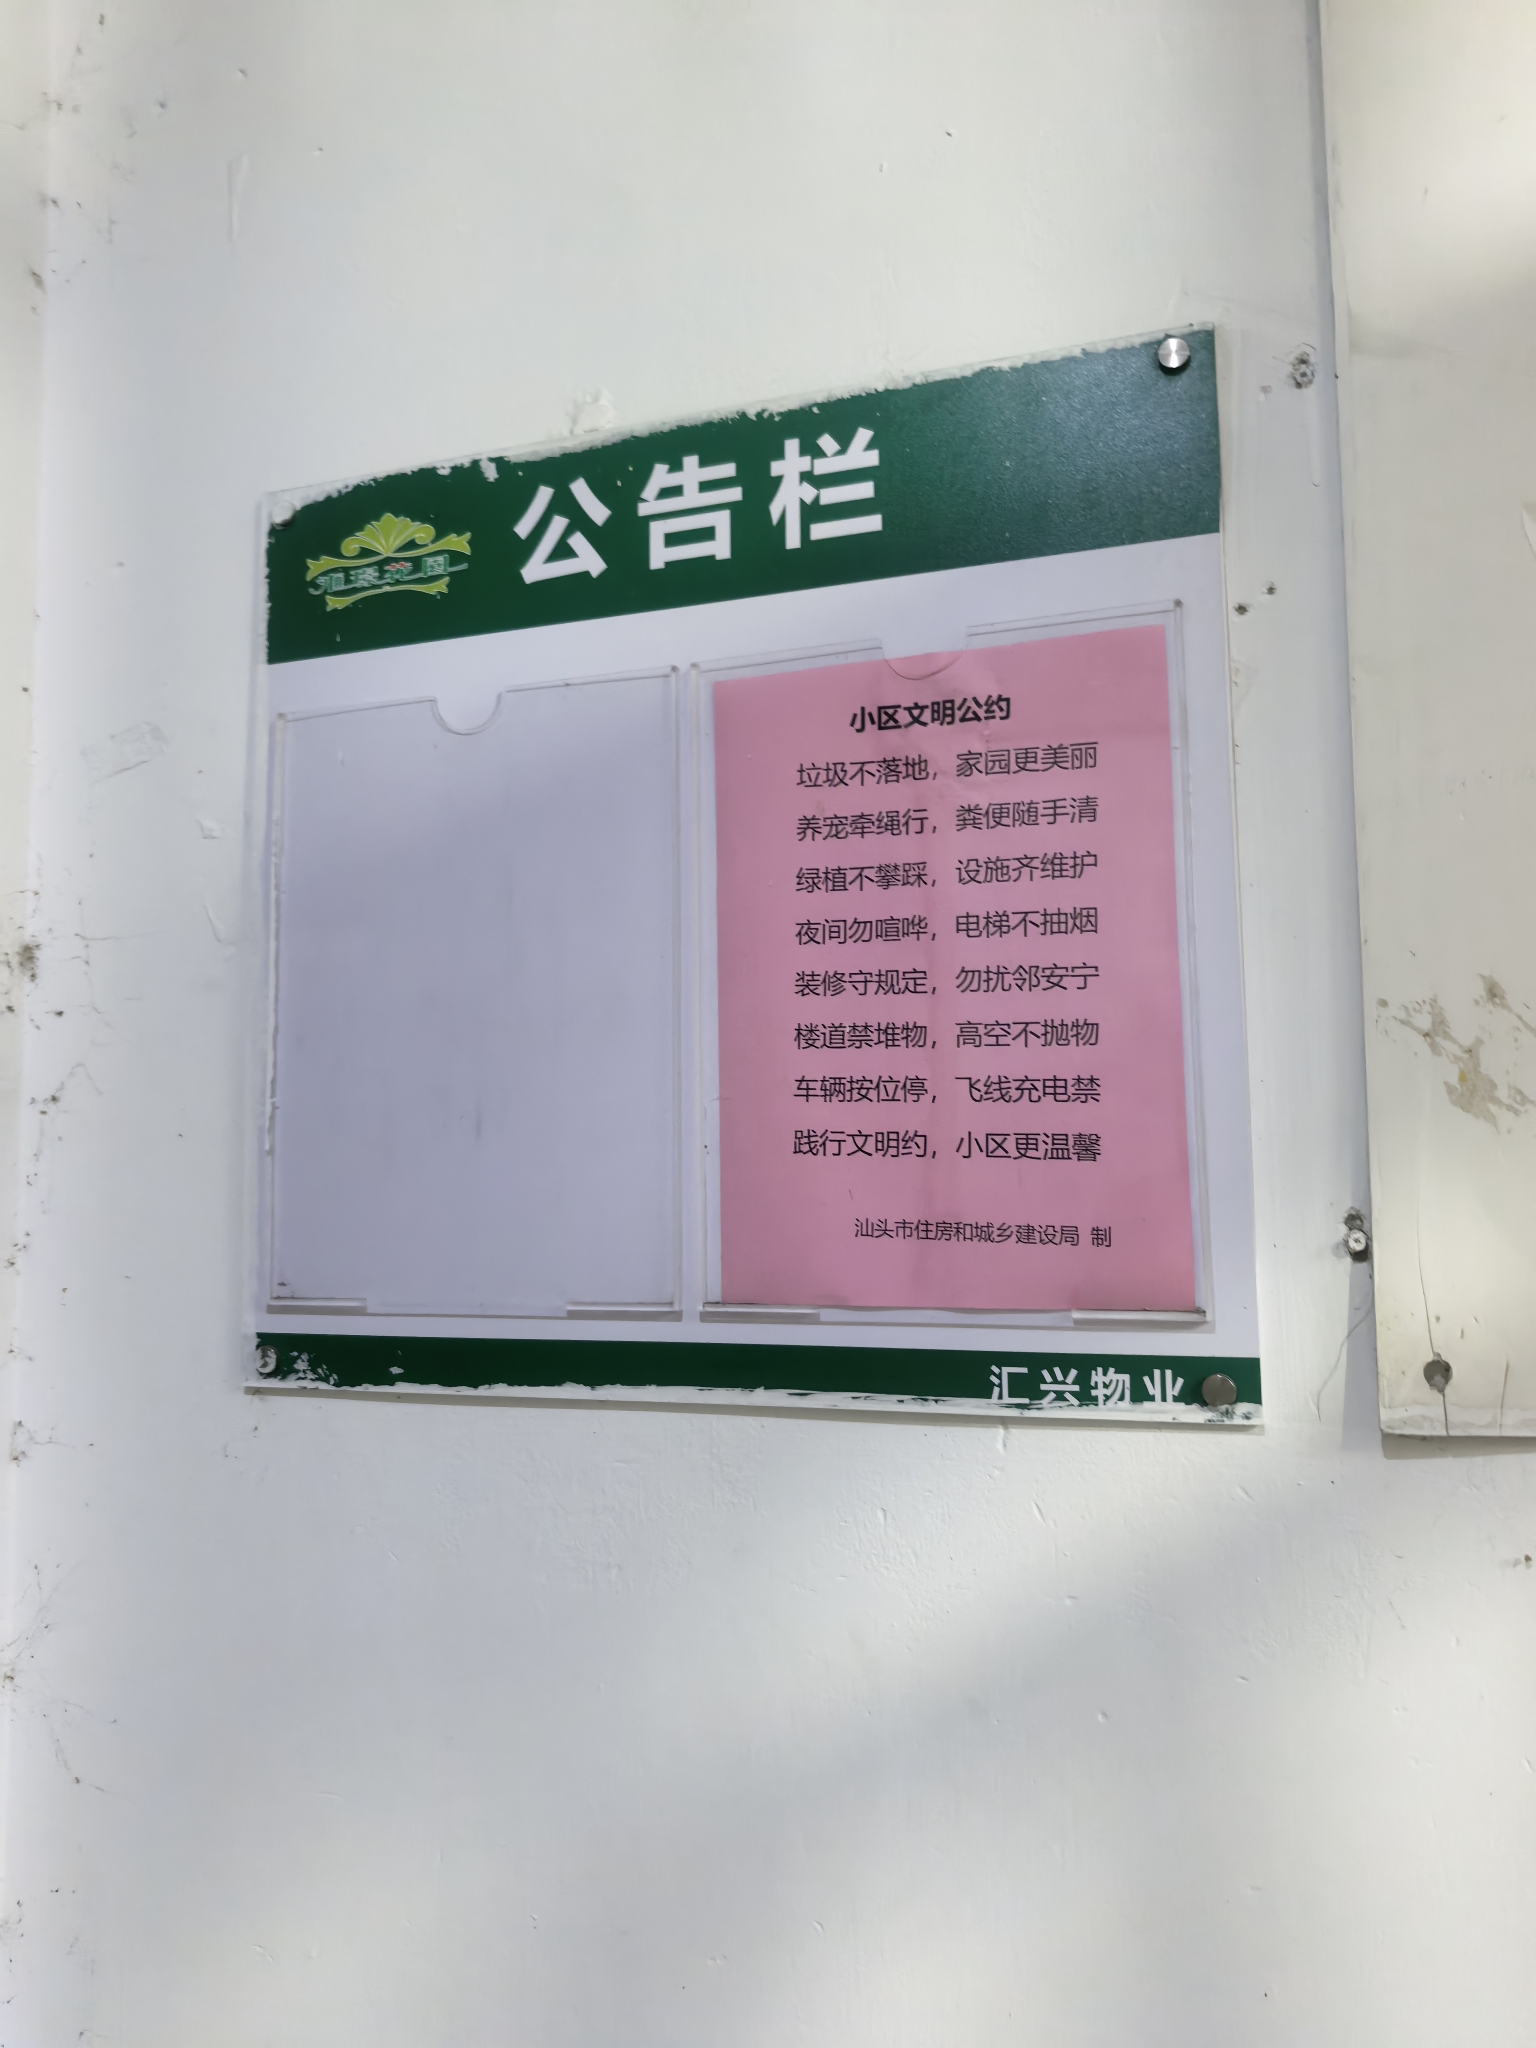 公告栏
小区文明公约
垃圾不落地，家园更美丽
养宠牵绳行，粪便随手清
绿植不攀踩，设施齐维护
夜间勿喧哗，电梯不抽烟
装修守规定，勿扰邻安宁
楼道禁堆物，高空不抛物
车辆按位停，飞线充电禁
践行文明约，小区更温馨
汕头市住房和城乡建设局 制
汇兴物业